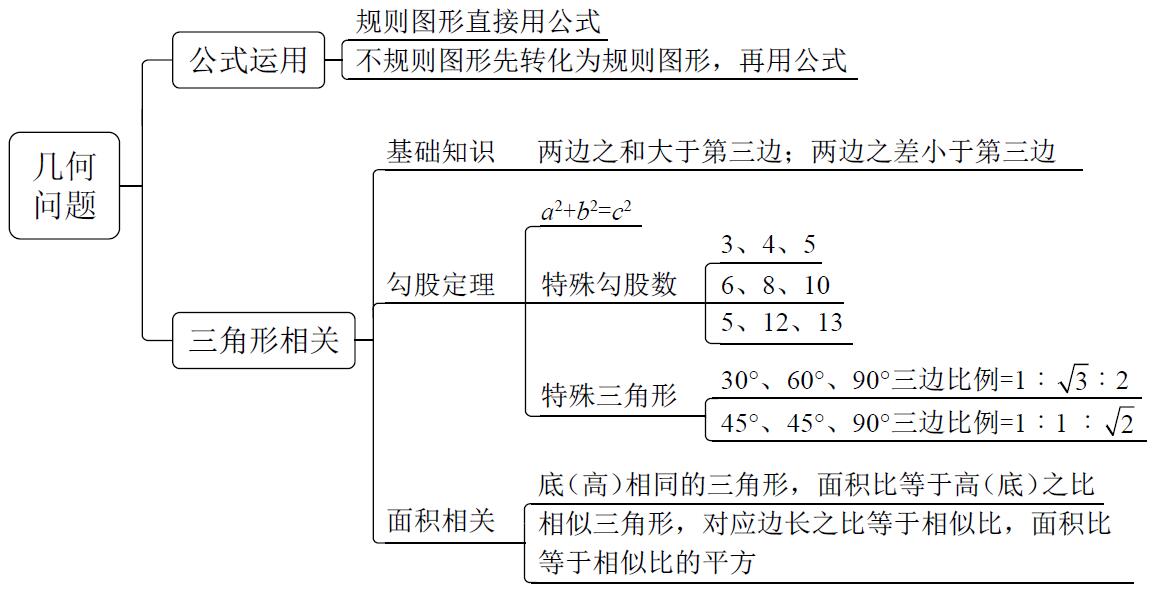 几何
问题
公式运用
规则图形直接用公式
不规则图形先转化为规则图形，再用公式
三角形相关
基础知识 两边之和大于第三边；两边之差小于第三边
勾股定理
a²+b²=c²
特殊勾股数
3、4、5
6、8、10
5、12、13
特殊三角形
30°、60°、90°三边比例=1∶√3∶2
45°、45°、90°三边比例=1∶1∶√2
面积相关
底(高)相同的三角形，面积比等于高(底)之比
相似三角形，对应边长之比等于相似比，面积比
等于相似比的平方